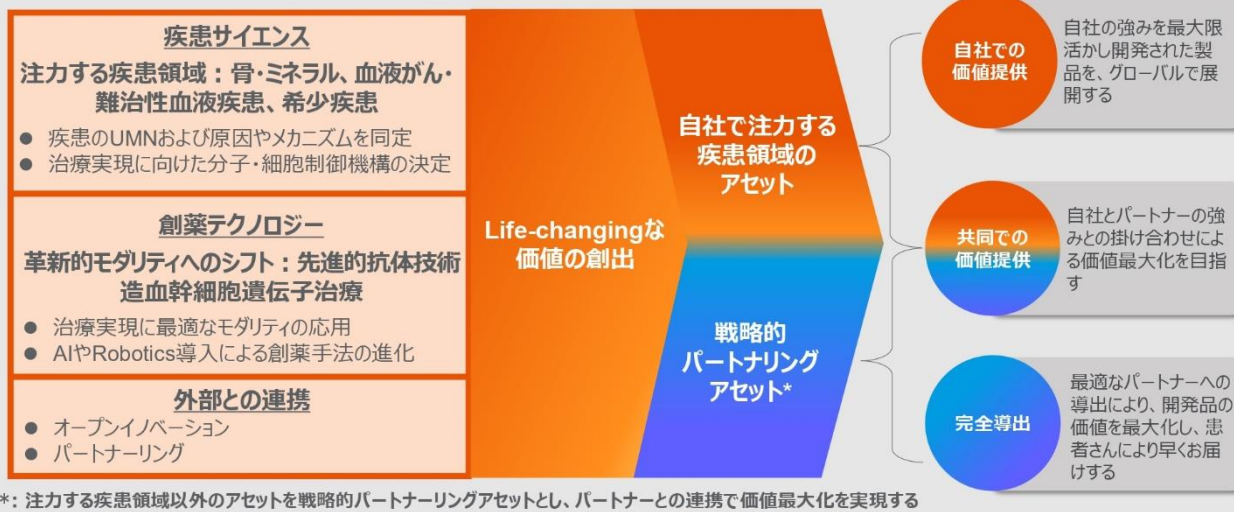 疾患サイエンス
注力する疾患領域：骨・ミネラル、血液がん・
難治性血液疾患、希少疾患
● 疾患のUMNおよび原因やメカニズムを同定
● 治療実現に向けた分子・細胞制御機構の決定
創薬テクノロジー
革新的モダリティへのシフト：先進的抗体技術
造血幹細胞遺伝子治療
● 治療実現に最適なモダリティの応用
● AIやRobotics導入による創薬手法の進化
外部との連携
● オープンイノベーション
● パートナーリング
Life-changingな
価値の創出
自社で注力する
疾患領域の
アセット
戦略的
パートナリング
アセット*
自社での
価値提供
自社の強みを最大限
活かし開発された製
品を、グローバルで展
開する
共同での
価値提供
自社とパートナーの強
みとの掛け合わせによ
る価値最大化を目指
す
完全導出
最適なパートナーへの
導出により、開発品の
価値を最大化し、患
者さんにより早くお届
けする
*: 注力する疾患領域以外のアセットを戦略的パートナーリングアセットとし、パートナーとの連携で価値最大化を実現する